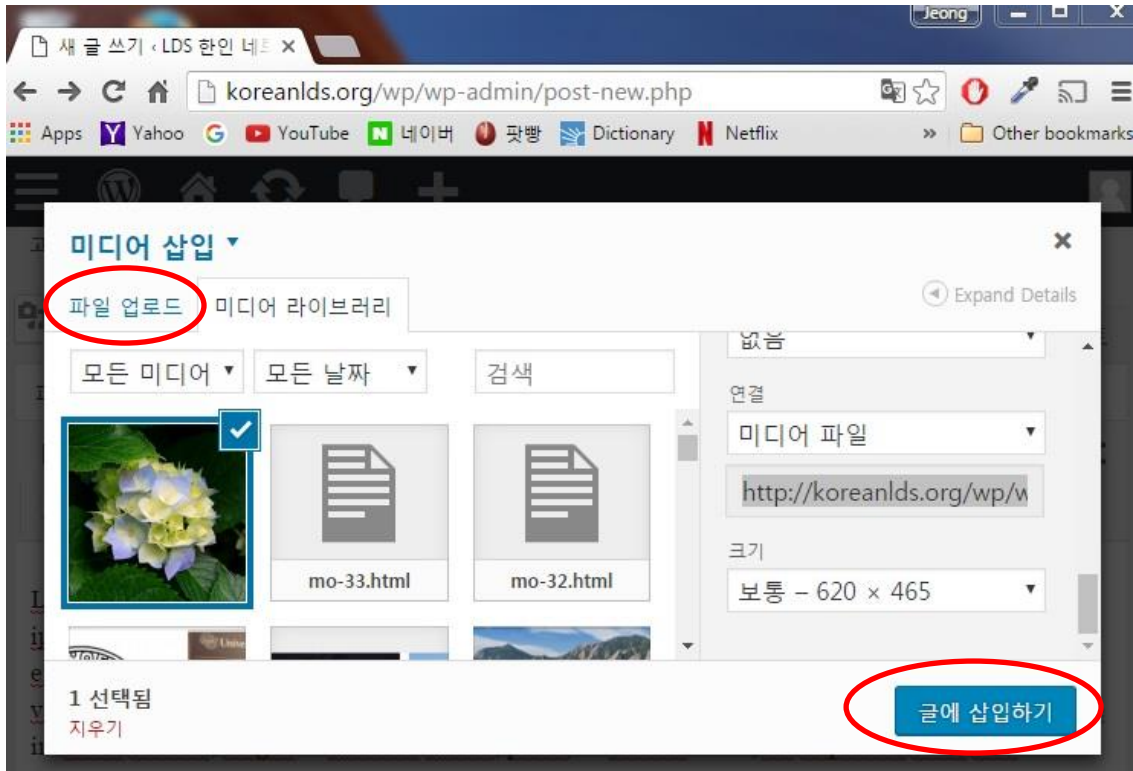 Jeong
새 글 쓰기 ‹ LDS 한인 네트
koreanlds.org/wp/wp-admin/post-new.php
Apps Yahoo YouTube 네이버 팟빵 Dictionary Netflix » Other bookmarks
미디어 삽입
파일 업로드 미디어 라이브러리
Expand Details
모든 미디어 모든 날짜 검색
없음
연결
미디어 파일
http://koreanlds.org/wp/w
크기
보통 – 620 × 465
mo-33.html mo-32.html
1 선택됨
지우기
글에 삽입하기